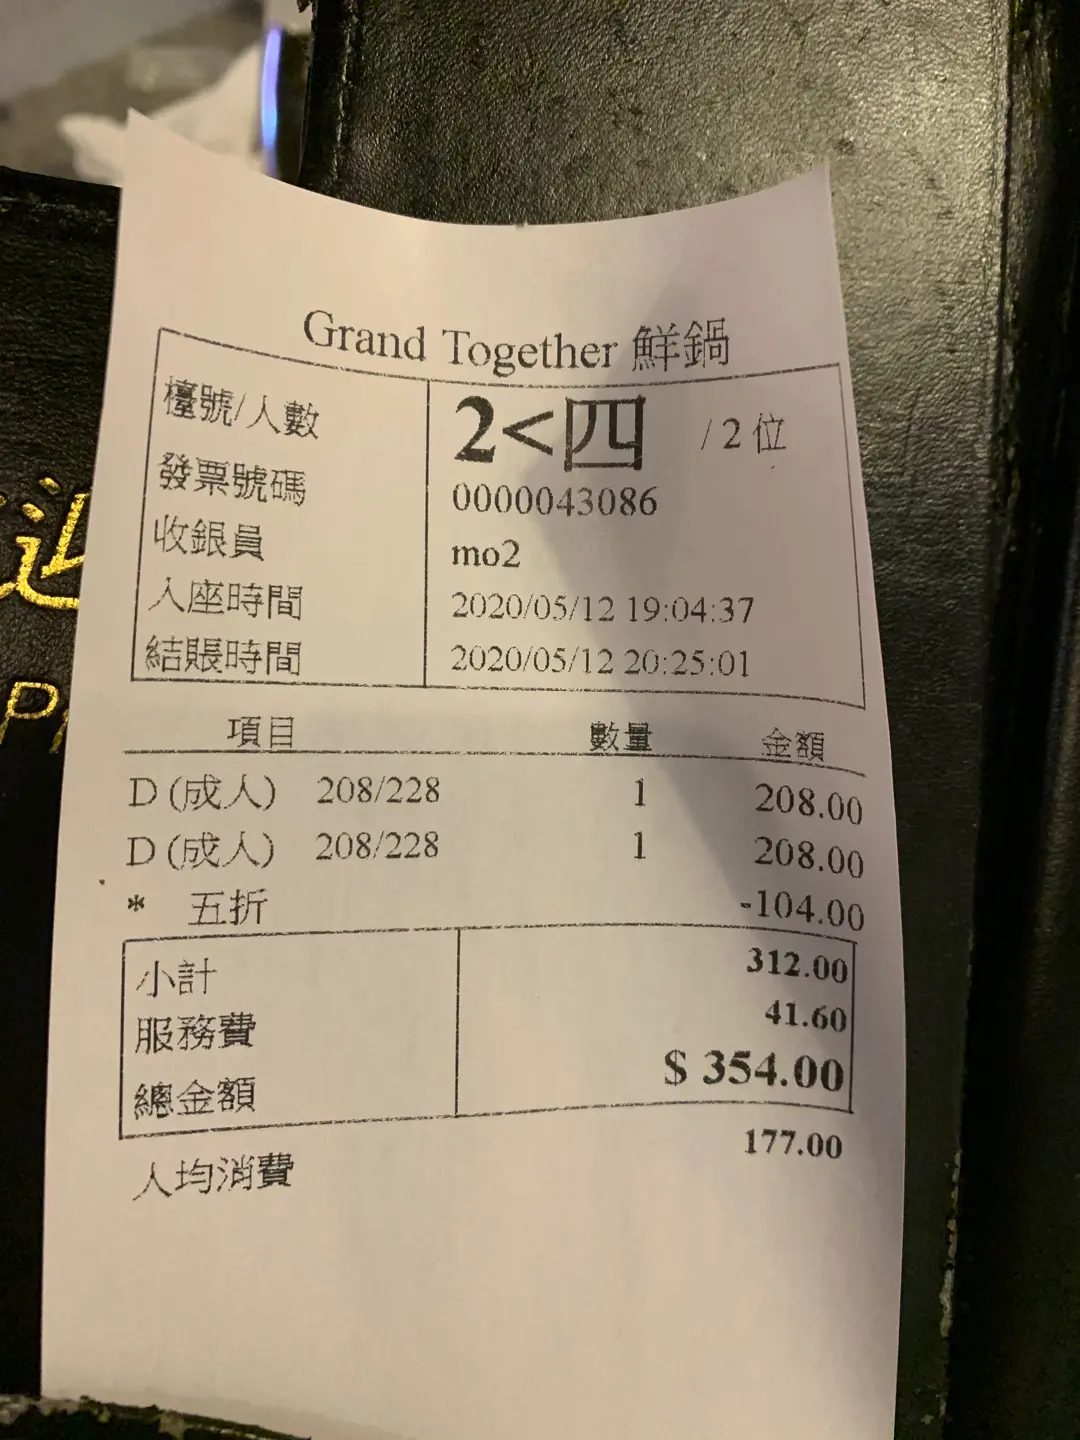 Grand Together 鮮鍋
檯號/人數 2<四 / 2 位
發票號碼 0000043086
收銀員 mo2
入座時間 2020/05/12 19:04:37
結賬時間 2020/05/12 20:25:01
項目 數量 金額
D (成人) 208/228 1 208.00
D (成人) 208/228 1 208.00
* 五折 -104.00
小計 312.00
服務費 41.60
總金額 $ 354.00
人均消費 177.00